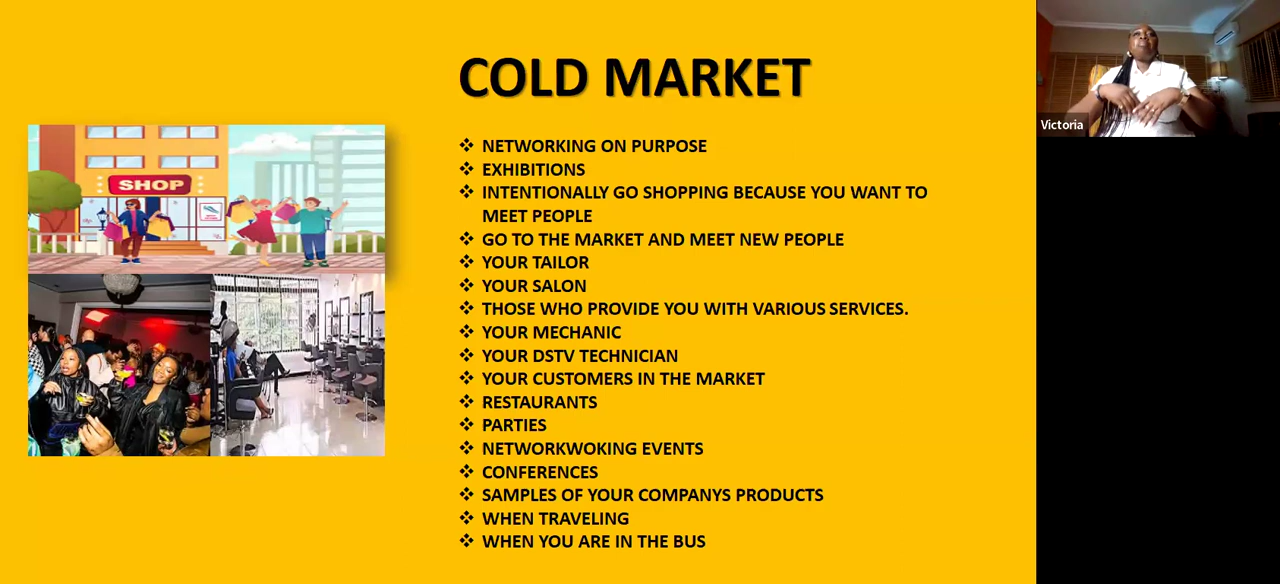 COLD MARKET
SHOP
❖ NETWORKING ON PURPOSE
❖ EXHIBITIONS
❖ INTENTIONALLY GO SHOPPING BECAUSE YOU WANT TO
MEET PEOPLE
❖ GO TO THE MARKET AND MEET NEW PEOPLE
❖ YOUR TAILOR
❖ YOUR SALON
❖ THOSE WHO PROVIDE YOU WITH VARIOUS SERVICES.
❖ YOUR MECHANIC
❖ YOUR DSTV TECHNICIAN
❖ YOUR CUSTOMERS IN THE MARKET
❖ RESTAURANTS
❖ PARTIES
❖ NETWORKWOKING EVENTS
❖ CONFERENCES
❖ SAMPLES OF YOUR COMPANYS PRODUCTS
❖ WHEN TRAVELING
❖ WHEN YOU ARE IN THE BUS
Victoria